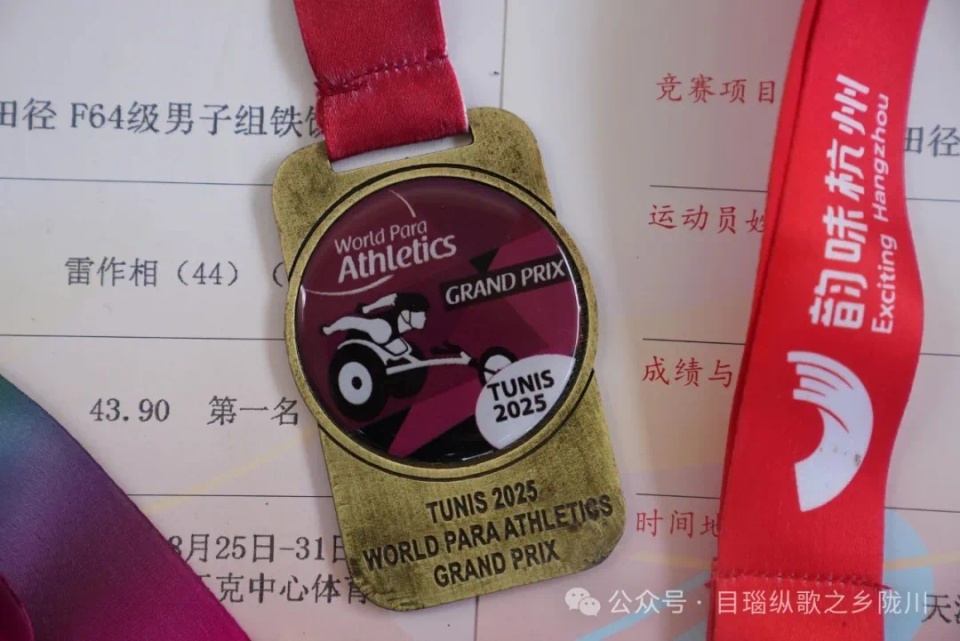 田径 F64级男子组铁
雷作相（44）（
43.90 第一名
8月25日-31日
克中心体育
World Para
Athletics
GRAND PRIX
TUNIS
2025
TUNIS 2025
WORLD PARA ATHLETICS
GRAND PRIX
竞赛项目
运动员姓
成绩与
时间地
田径
韵味杭州
Exciting Hangzhou
公众号·目瑙纵歌之乡陇川